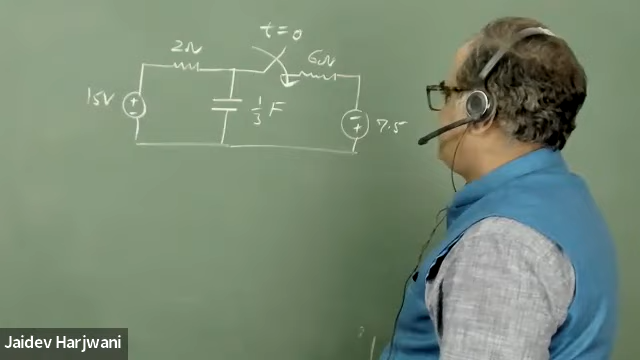 t=0
2Ω
6Ω
15V
+
-
1/3 F
-
+
7.5
Jaidev Harjwani